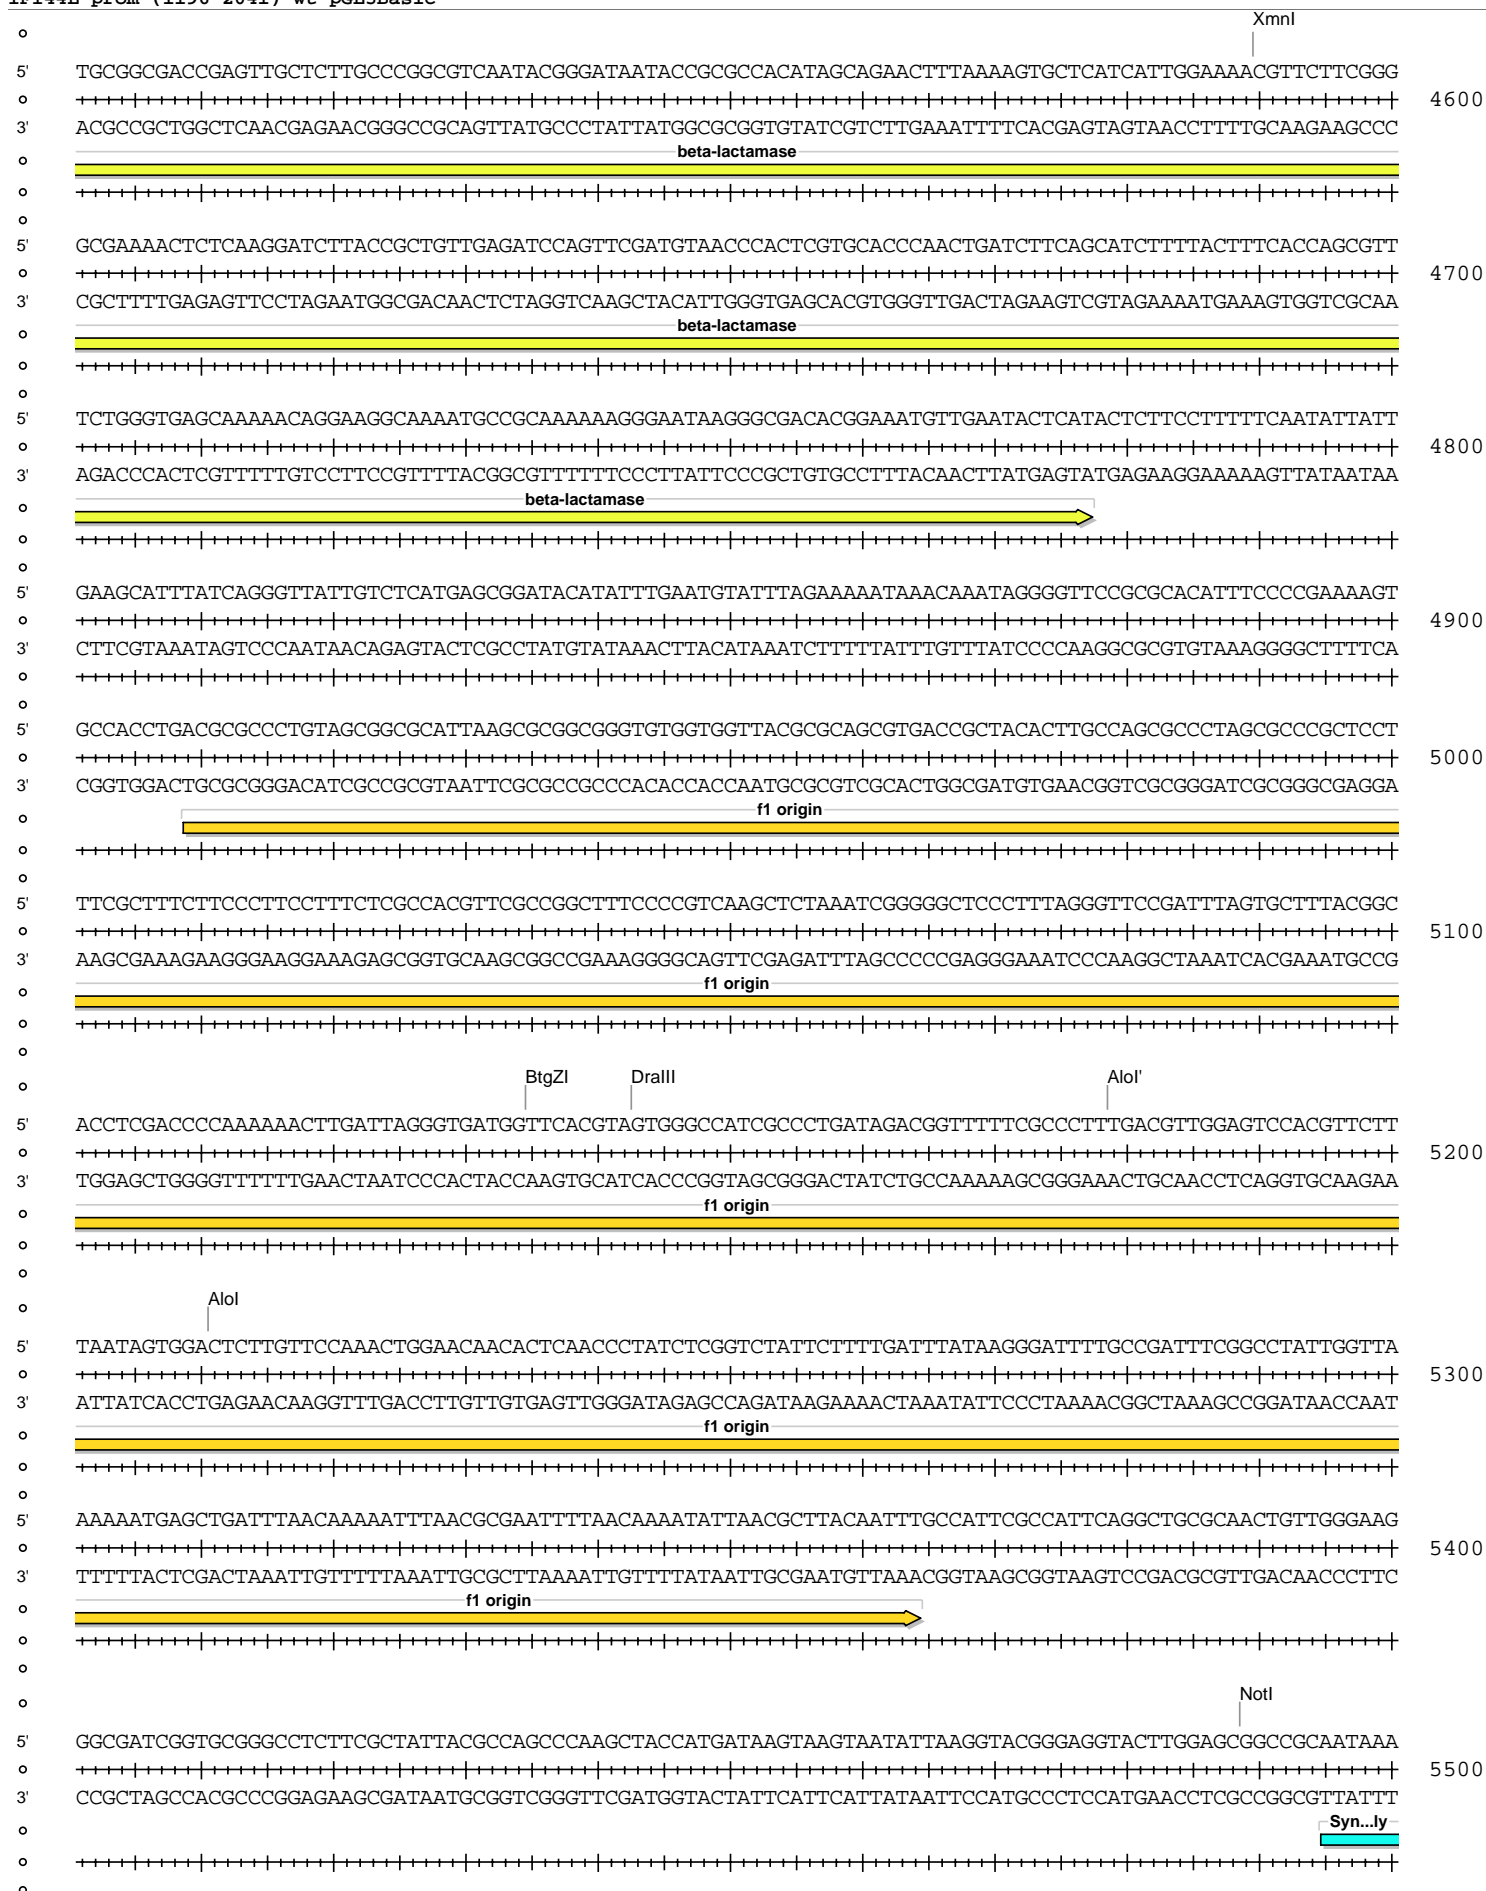 XmnI
5' TGCGGCGACCGAGTTGCTCTTGCCCGGCGTCAATACGGGATAATACCGCGCCACATAGCAGAACTTTAAAAGTGCTCATCATTGGAAAACGTTCTTCGGG
4600
3' ACGCCGCTGGCTCAACGAGAACGGGCCGCAGTTATGCCCTATTATGGCGCGGTGTATCGTCTTGAAATTTTCACGAGTAGTAACCTTTTGCAAGAAGCCC
beta-lactamase
5' GCGAAAACTCTCAAGGATCTTACCGCTGTTGAGATCCAGTTCGATGTAACCCACTCGTGCACCCAACTGATCTTCAGCATCTTTTACTTTCACCAGCGTT
4700
3' CGCTTTTGAGAGTTCCTAGAATGGCGACAACTCTAGGTCAAGCTACATTGGGTGAGCACGTGGGTTGACTAGAAGTCGTAGAAAATGAAAGTGGTCGCAA
beta-lactamase
5' TCTGGGTGAGCAAAAACAGGAAGGCAAAATGCCGCAAAAAAGGGAATAAGGGCGACACGGAAATGTTGAATACTCATACTCTTCCTTTTTCAATATTATT
4800
3' AGACCCACTCGTTTTTGTCCTTCCGTTTTACGGCGTTTTTTCCCTTATTCCCGCTGTGCCTTTACAACTTATGAGTATGAGAAGGAAAAAGTTATAATAA
beta-lactamase
5' GAAGCATTTATCAGGGTTATTGTCTCATGAGCGGATACATATTTGAATGTATTTAGAAAAATAAACAAATAGGGGTTCCGCGCACATTTCCCCGAAAAGT
4900
3' CTTCGTAAATAGTCCCAATAACAGAGTACTCGCCTATGTATAAACTTACATAAATCTTTTTATTTGTTTATCCCCAAGGCGCGTGTAAAGGGGCTTTTCA
5' GCCACCTGACGCGCCCTGTAGCGGCGCATTAAGCGCGGCGGGTGTGGTGGTTACGCGCAGCGTGACCGCTACACTTGCCAGCGCCCTAGCGCCCGCTCCT
5000
3' CGGTGGACTGCGCGGGACATCGCCGCGTAATTCGCGCCGCCCACACCACCAATGCGCGTCGCACTGGCGATGTGAACGGTCGCGGGATCGCGGGCGAGGA
f1 origin
5' TTCGCTTTCTTCCCTTCCTTTCTCGCCACGTTCGCCGGCTTTCCCCGTCAAGCTCTAAATCGGGGGCTCCCTTTAGGGTTCCGATTTAGTGCTTTACGGC
5100
3' AAGCGAAAGAAGGGAAGGAAAGAGCGGTGCAAGCGGCCGAAAGGGGCAGTTCGAGATTTAGCCCCCGAGGGAAATCCCAAGGCTAAATCACGAAATGCCG
f1 origin
BtgZI DraIII AloI'
5' ACCTCGACCCCAAAAAACTTGATTAGGGTGATGGTTCACGTAGTGGGCCATCGCCCTGATAGACGGTTTTTCGCCCTTTGACGTTGGAGTCCACGTTCTT
5200
3' TGGAGCTGGGGTTTTTTGAACTAATCCCACTACCAAGTGCATCACCCGGTAGCGGGACTATCTGCCAAAAAGCGGGAAACTGCAACCTCAGGTGCAAGAA
f1 origin
AloI
5' TAATAGTGGACTCTTGTTCCAAACTGGAACAACACTCAACCCTATCTCGGTCTATTCTTTTGATTTATAAGGGATTTTGCCGATTTCGGCCTATTGGTTA
5300
3' ATTATCACCTGAGAACAAGGTTTGACCTTGTTGTGAGTTGGGATAGAGCCAGATAAGAAAACTAAATATTCCCTAAAACGGCTAAAGCCGGATAACCAAT
f1 origin
5' AAAAATGAGCTGATTTAACAAAAATTTAACGCGAATTTTAACAAAATATTAACGCTTACAATTTGCCATTCGCCATTCAGGCTGCGCAACTGTTGGGAAG
5400
3' TTTTTACTCGACTAAATTGTTTTTAAATTGCGCTTAAAATTGTTTTATAATTGCGAATGTTAAACGGTAAGCGGTAAGTCCGACGCGTTGACAACCCTTC
f1 origin
NotI
5' GGCGATCGGTGCGGGCCTCTTCGCTATTACGCCAGCCCAAGCTACCATGATAAGTAAGTAATATTAAGGTACGGGAGGTACTTGGAGCGGCCGCAATAAA
5500
3' CCGCTAGCCACGCCCGGAGAAGCGATAATGCGGTCGGGTTCGATGGTACTATTCATTCATTATAATTCCATGCCCTCCATGAACCTCGCCGGCGTTATTT
Syn...ly